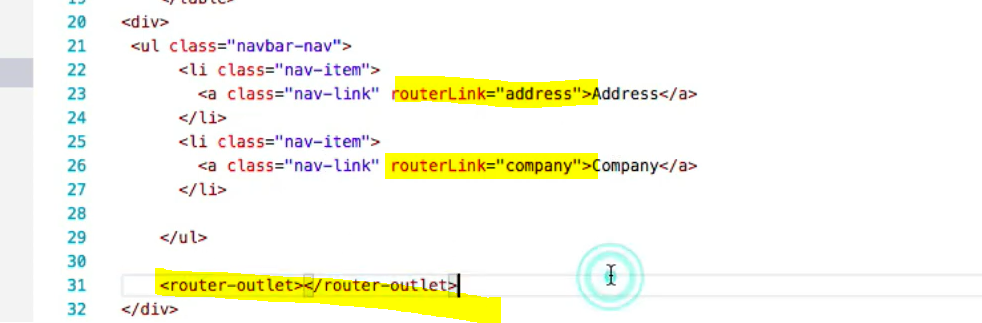 19 </table>
20 <div>
21 <ul class="navbar-nav">
22 <li class="nav-item">
23 <a class="nav-link" routerLink="address">Address</a>
24 </li>
25 <li class="nav-item">
26 <a class="nav-link" routerLink="company">Company</a>
27 </li>
28
29 </ul>
30
31 <router-outlet></router-outlet>
32 </div>